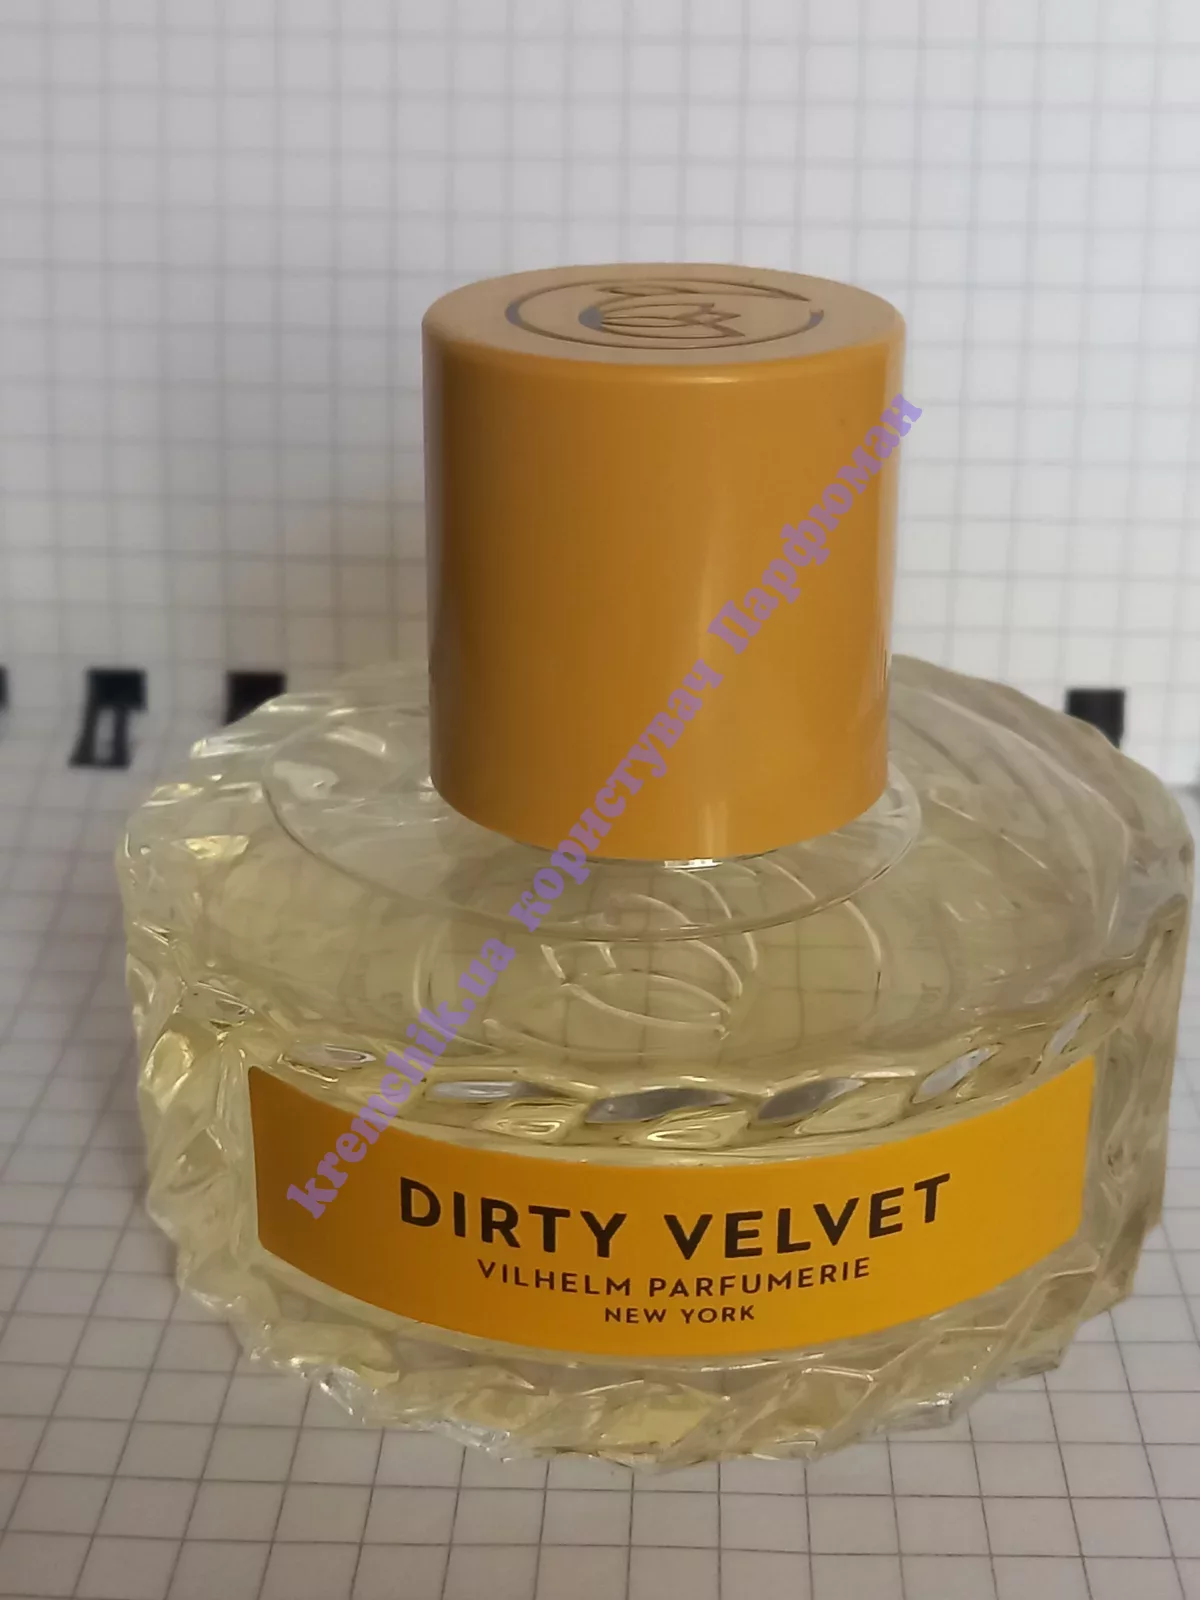 kremchik.ua користувач Парфюман
DIRTY VELVET
VILHELM PARFUMERIE
NEW YORK